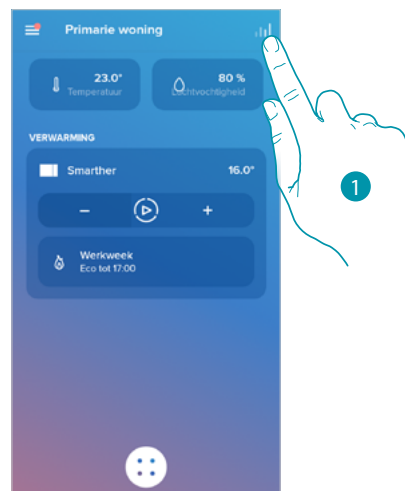 Primarie woning
23.0°
Temperatuur
80 %
Luchtvochtigheid
VERWARMING
Smarther
16.0°
Werkweek
Eco tot 17:00
1